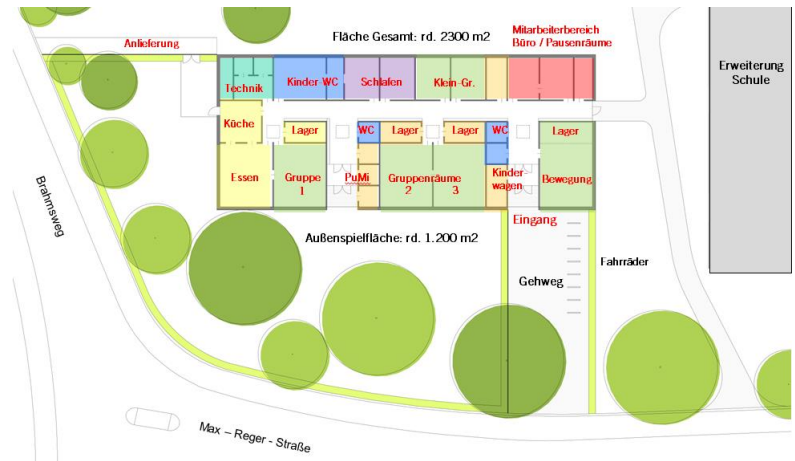 Fläche Gesamt: rd. 2300 m2
Mitarbeiterbereich
Büro / Pausenräume
Anlieferung
Erweiterung
Schule
Technik
Kinder-WC
Schlafen
Klein-Gr.
Küche
Lager
WC
Lager
Lager
WC
Lager
Essen
Gruppe
1
PuMi
Gruppenräume
2
3
Kinder
wagen
Bewegung
Eingang
Außenspielfläche: rd. 1.200 m2
Gehweg
Fahrräder
Brahmsweg
Max – Reger - Straße